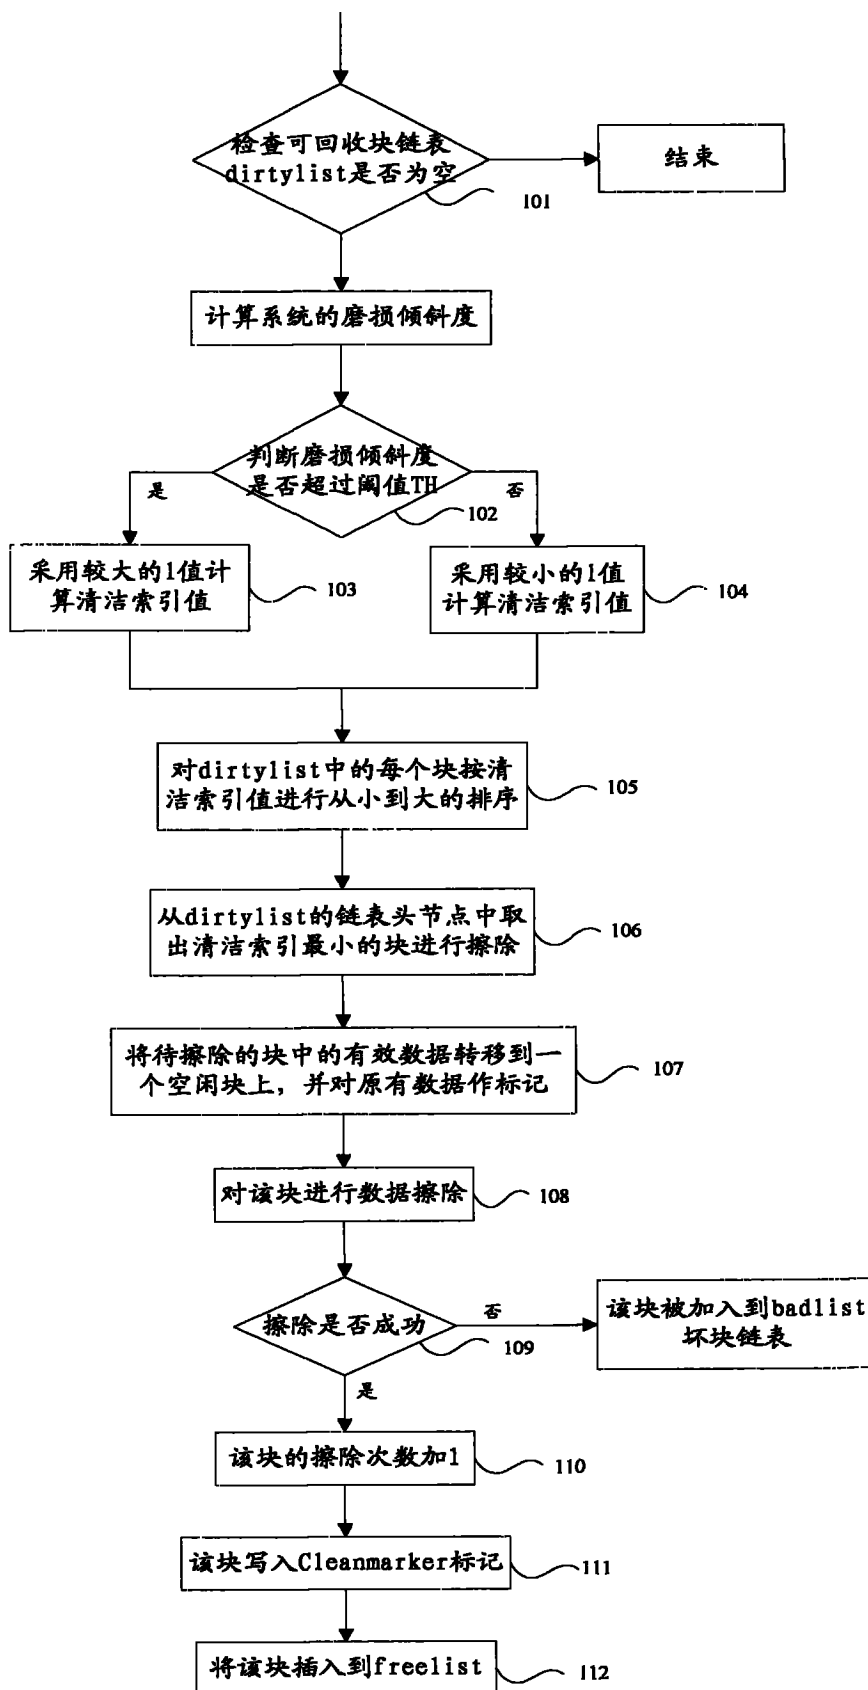 检查可回收块链表
dirtylist是否为空
结束
101
计算系统的磨损倾斜度
判断磨损倾斜度
是否超过阈值TH
是
否
102
采用较大的l值计
算清洁索引值
103
采用较小的l值
计算清洁索引值
104
对dirtylist中的每个块按清
洁索引值进行从小到大的排序
105
从dirtylist的链表头节点中取
出清洁索引最小的块进行擦除
106
将待擦除的块中的有效数据转移到一
个空闲块上，并对原有数据作标记
107
对该块进行数据擦除
108
擦除是否成功
否
109
该块被加入到badlist
坏块链表
是
该块的擦除次数加1
110
该块写入Cleanmarker标记
111
将该块插入到freelist
112